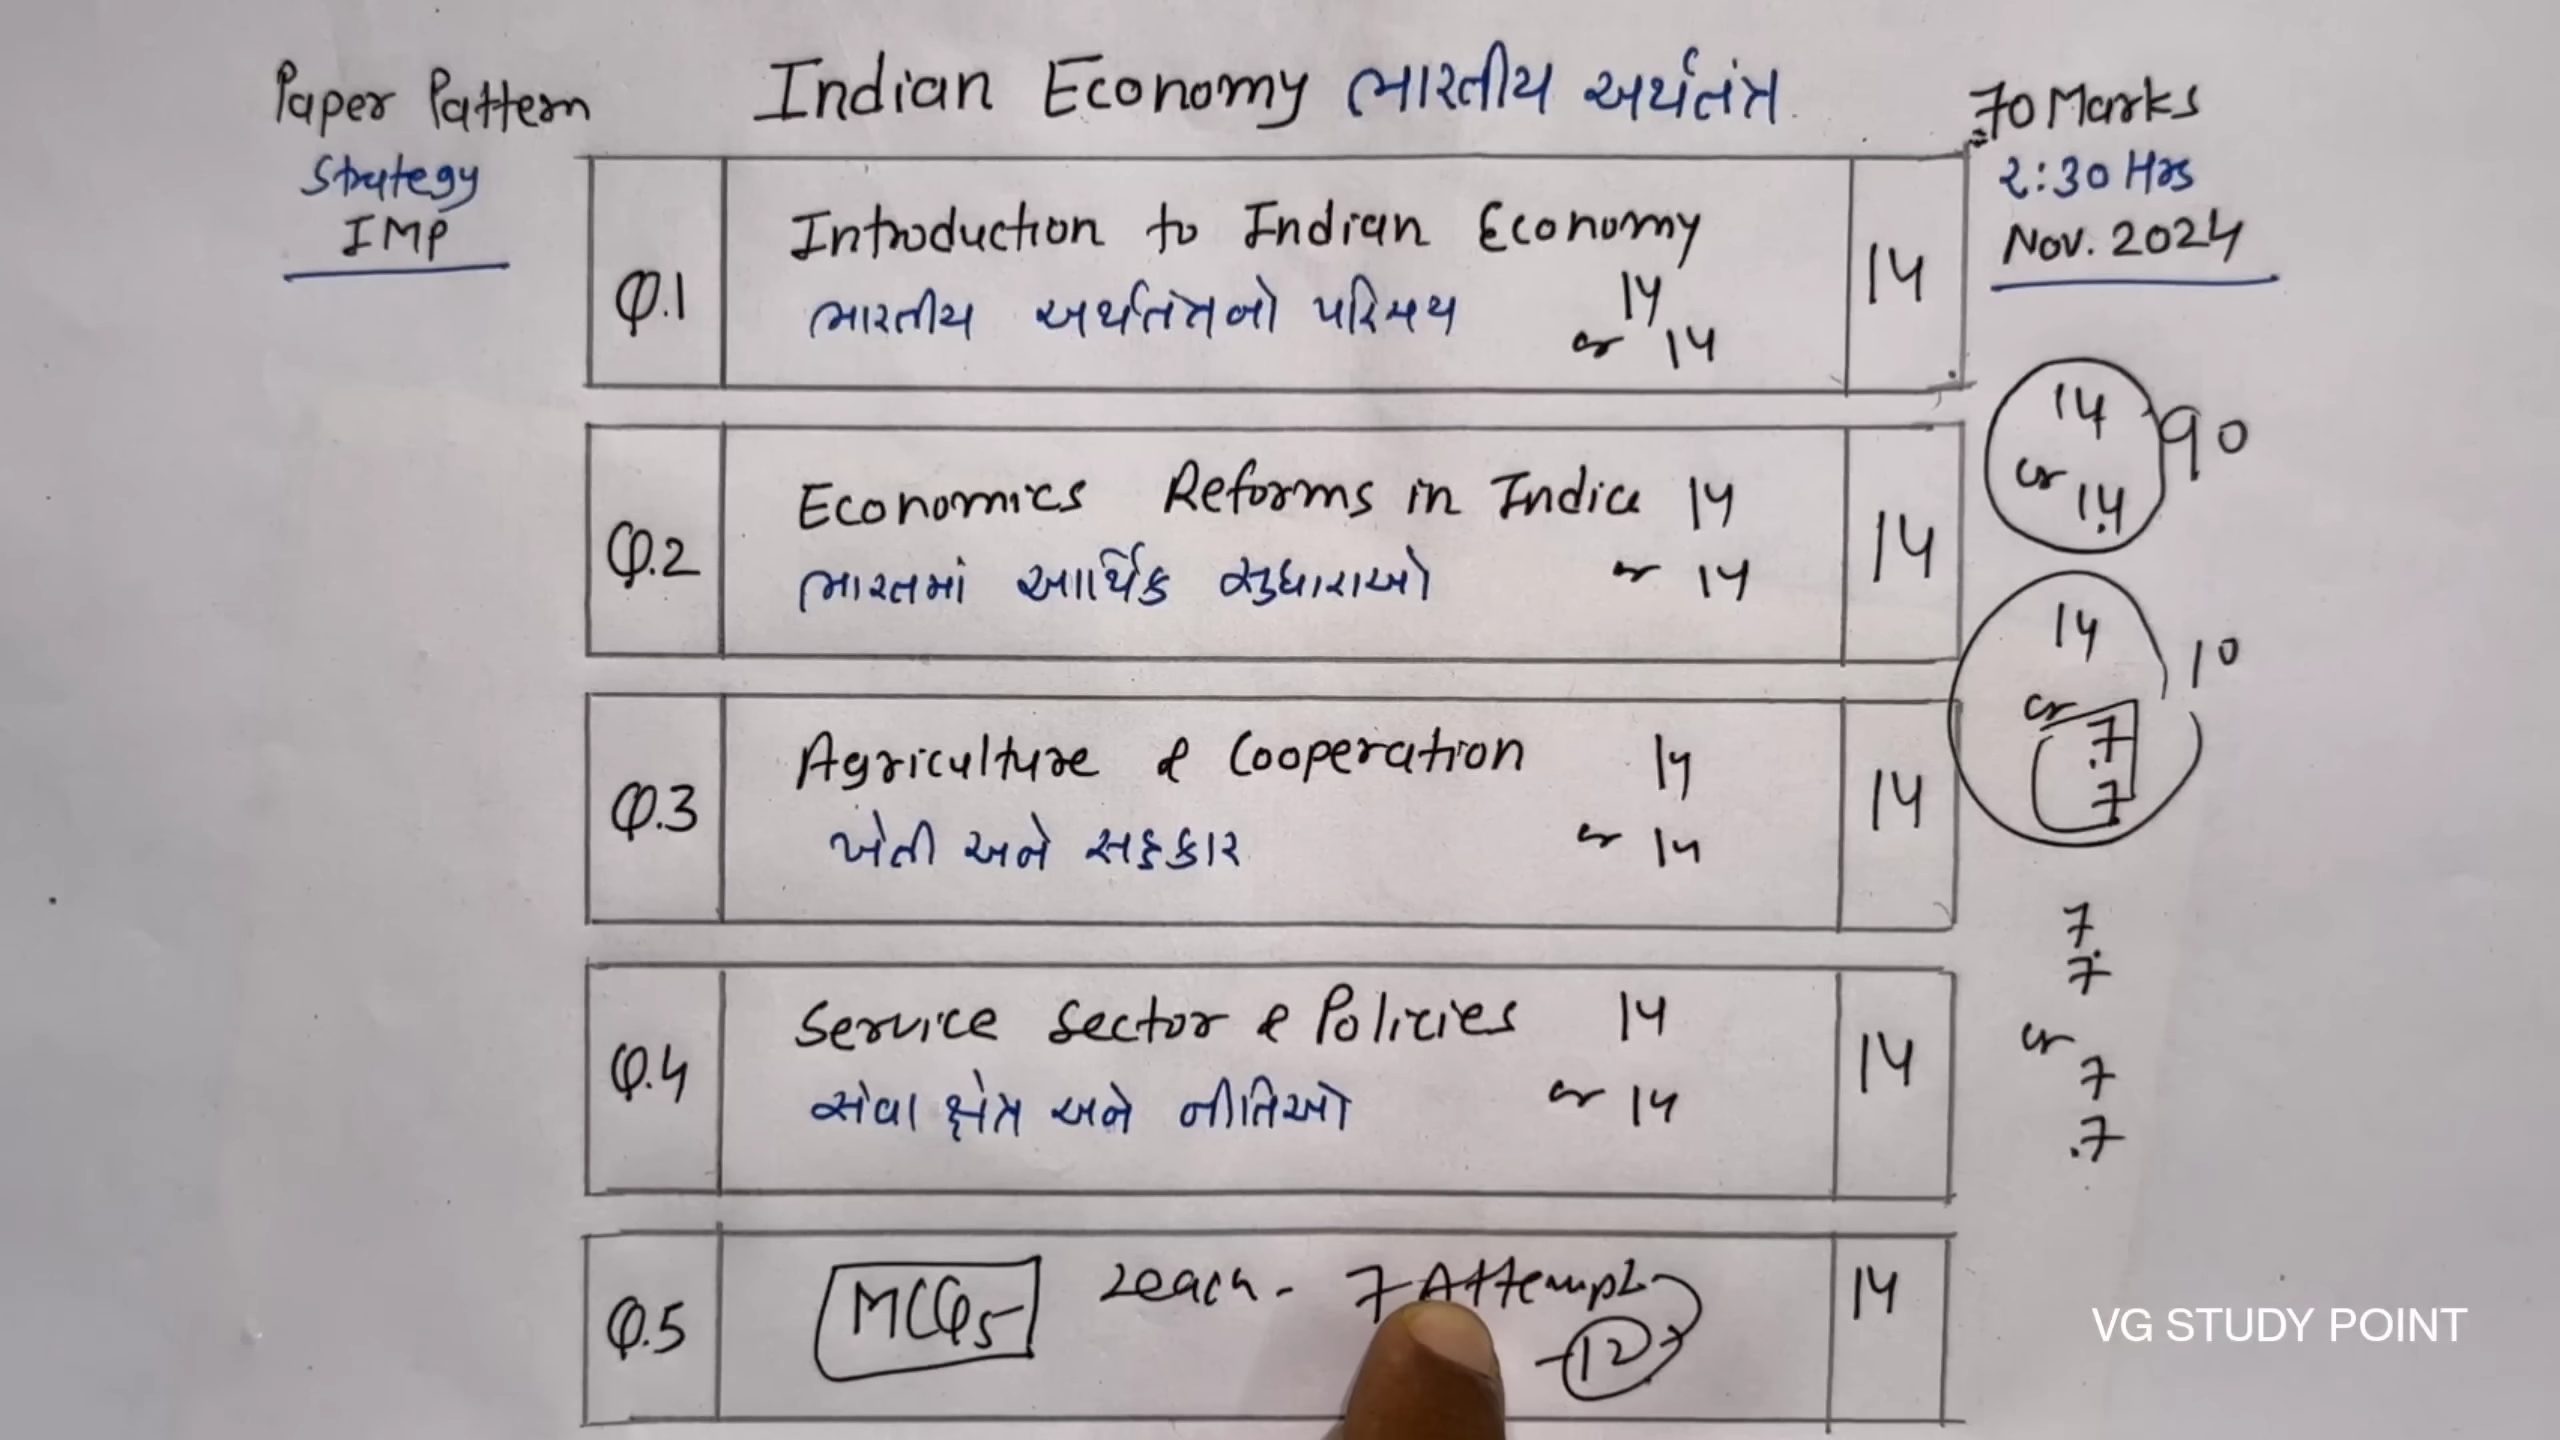 Paper Pattern
Strategy
IMP
Indian Economy ભારતીય અર્થતંત્ર
70 Marks
2:30 Hrs
Nov. 2024
Q.1
Introduction to Indian Economy
ભારતીય અર્થતંત્રનો પરિચય
14
or 14
14
Q.2
Economics Reforms in India 14
ભારતમાં આર્થિક સુધારાઓ or 14
14
Q.3
Agriculture & Cooperation 14
ખેતી અને સહકાર or 14
14
Q.4
Service Sector & Policies 14
સેવા ક્ષેત્ર અને નીતિઓ or 14
14
Q.5
MCQs 2each - 7 Attempt
12
14
14
or 14
90
14
or 7
7
10
7
7
or 7
7
VG STUDY POINT